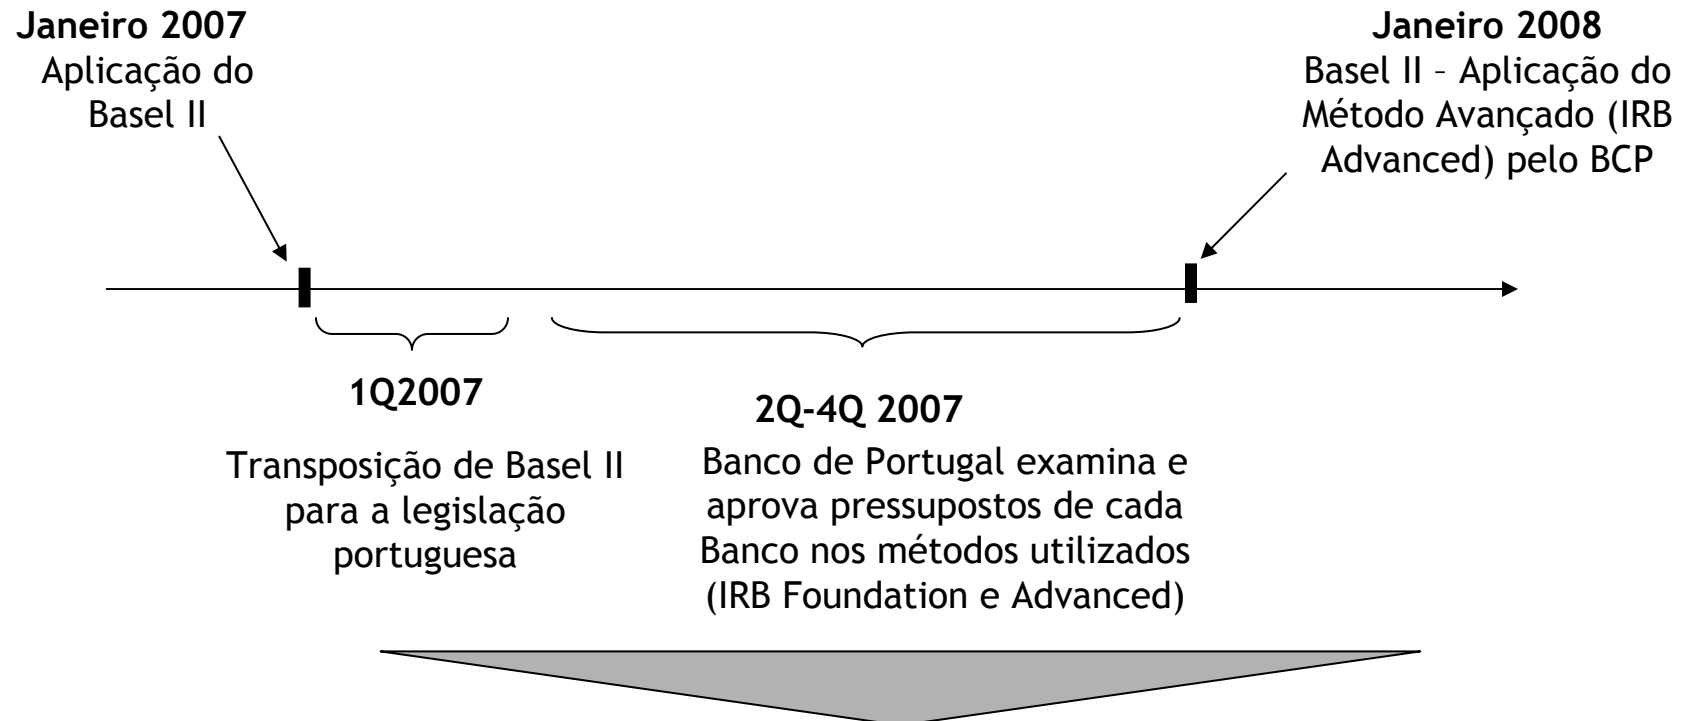 Janeiro 2007
Aplicação do
Basel II
Janeiro 2008
Basel II – Aplicação do
Método Avançado (IRB
Advanced) pelo BCP
1Q2007
Transposição de Basel II
para a legislação
portuguesa
2Q-4Q 2007
Banco de Portugal examina e
aprova pressupostos de cada
Banco nos métodos utilizados
(IRB Foundation e Advanced)